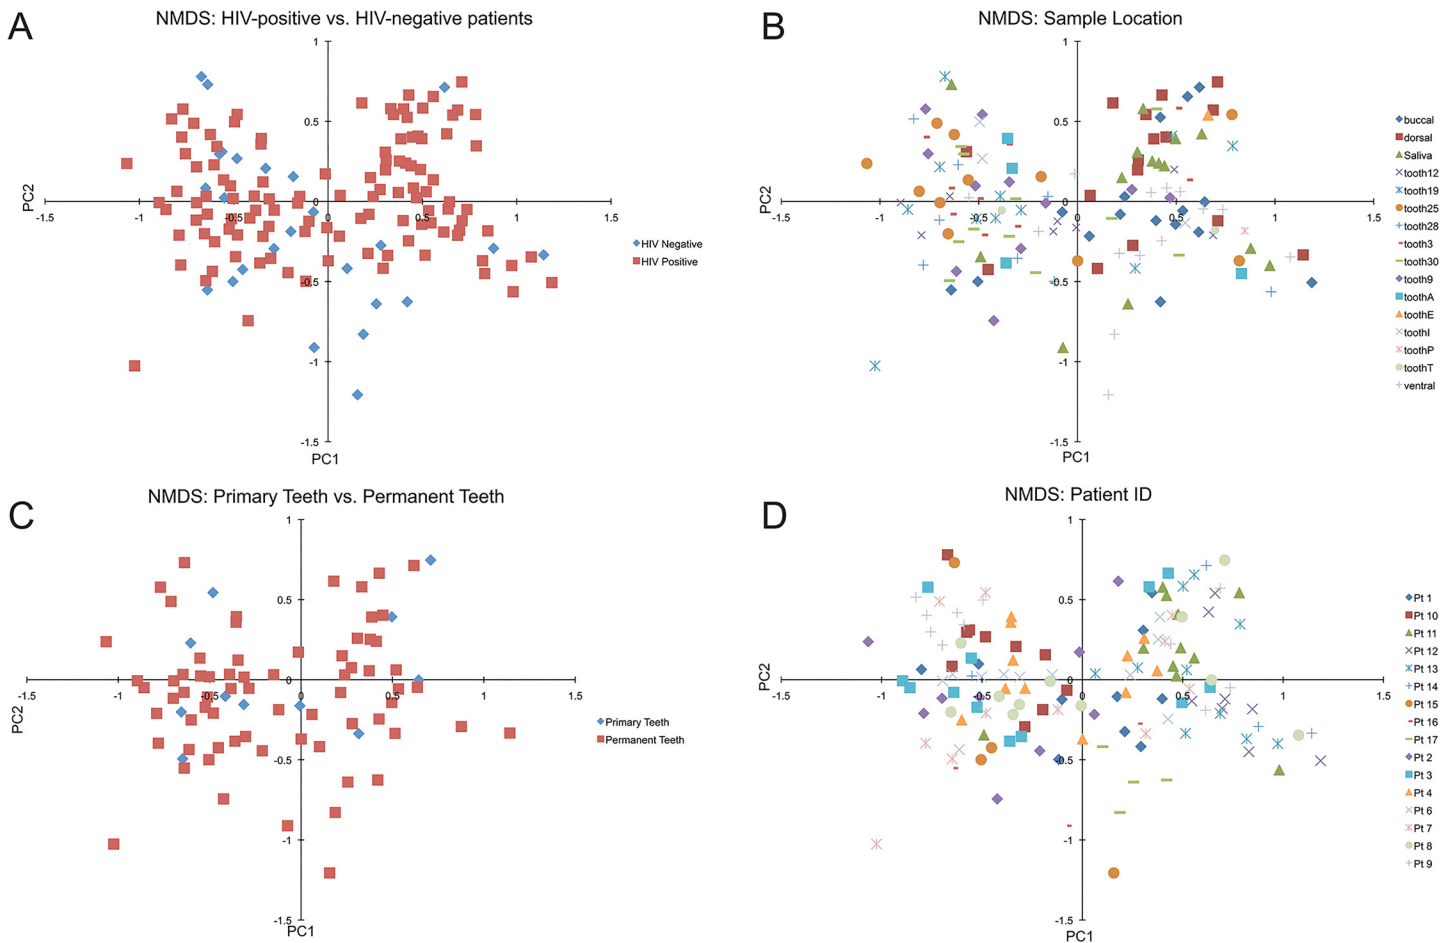 A
NMDS: HIV-positive vs. HIV-negative patients
1
0.5
0
-1.5
-1
-0.5
0.5
1
1.5
-0.5
-1
-1.5
PC2
PC1
HIV Negative
HIV Positive
B
NMDS: Sample Location
1
0.5
0
-1.5
-1
-0.5
0.5
1
1.5
-0.5
-1
-1.5
PC2
PC1
buccal
dorsal
Saliva
tooth12
tooth19
tooth25
tooth28
tooth3
tooth30
tooth9
toothA
toothE
toothI
toothP
toothT
ventral
C
NMDS: Primary Teeth vs. Permanent Teeth
1
0.5
0
-1.5
-1
-0.5
0.5
1
1.5
-0.5
-1
-1.5
PC2
PC1
Primary Teeth
Permanent Teeth
D
NMDS: Patient ID
1
0.5
0
-1.5
-1
-0.5
0.5
1
1.5
-0.5
-1
-1.5
PC2
PC1
Pt 1
Pt 10
Pt 11
Pt 12
Pt 13
Pt 14
Pt 15
Pt 16
Pt 17
Pt 2
Pt 3
Pt 4
Pt 6
Pt 7
Pt 8
Pt 9